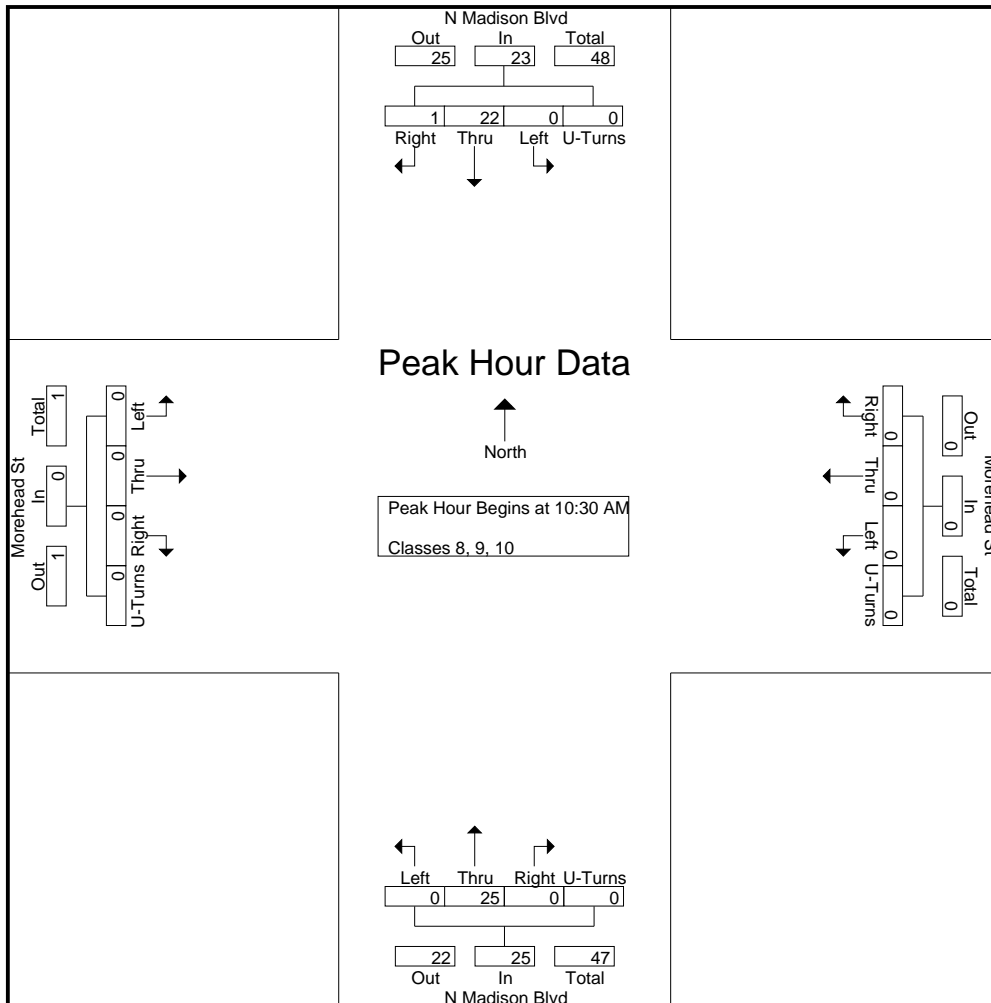 N Madison Blvd
Out In Total
25 23 48
1 22 0 0
Right Thru Left U-Turns
Peak Hour Data
North
Peak Hour Begins at 10:30 AM
Classes 8, 9, 10
Morehead St
Total In Out
1 0 1
0 0 0 0
Left Thru Right U-Turns
Morehead St
Out In Total
0 0 0
0 0 0 0
Right Thru Left U-Turns
Left Thru Right U-Turns
0 25 0 0
22 25 47
Out In Total
N Madison Blvd